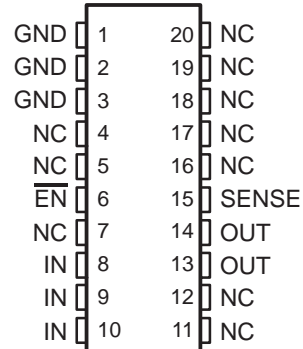 GND 1 20 NC
GND 2 19 NC
GND 3 18 NC
NC 4 17 NC
NC 5 16 NC
E̅N̅ 6 15 SENSE
NC 7 14 OUT
IN 8 13 OUT
IN 9 12 NC
IN 10 11 NC